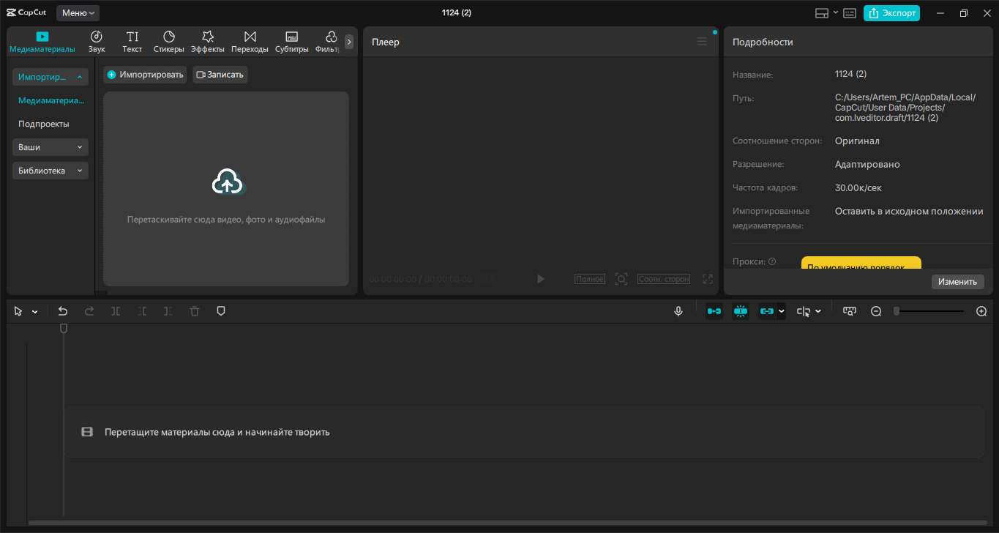 CapCut
Меню
1124 (2)
Экспорт
Медиаматериалы
Звук
Текст
Стикеры
Эффекты
Переходы
Субтитры
Фильт
Импортир...
Медиаматериа...
Подпроекты
Ваши
Библиотека
Импортировать
Записать
Перетаскивайте сюда видео, фото и аудиофайлы
Плеер
00:00:00:00 / 00:00:00:00
Полное
Соотн. сторон
Подробности
Название:
1124 (2)
Путь:
C:/Users/Artem_PC/AppData/Local/
CapCut/User Data/Projects/
com.lveditor.draft/1124 (2)
Соотношение сторон:
Оригинал
Разрешение:
Адаптировано
Частота кадров:
30.00к/сек
Импортированные
медиаматериалы:
Оставить в исходном положении
Прокси:
По умолчанию порядок
Изменить
Перетащите материалы сюда и начинайте творить